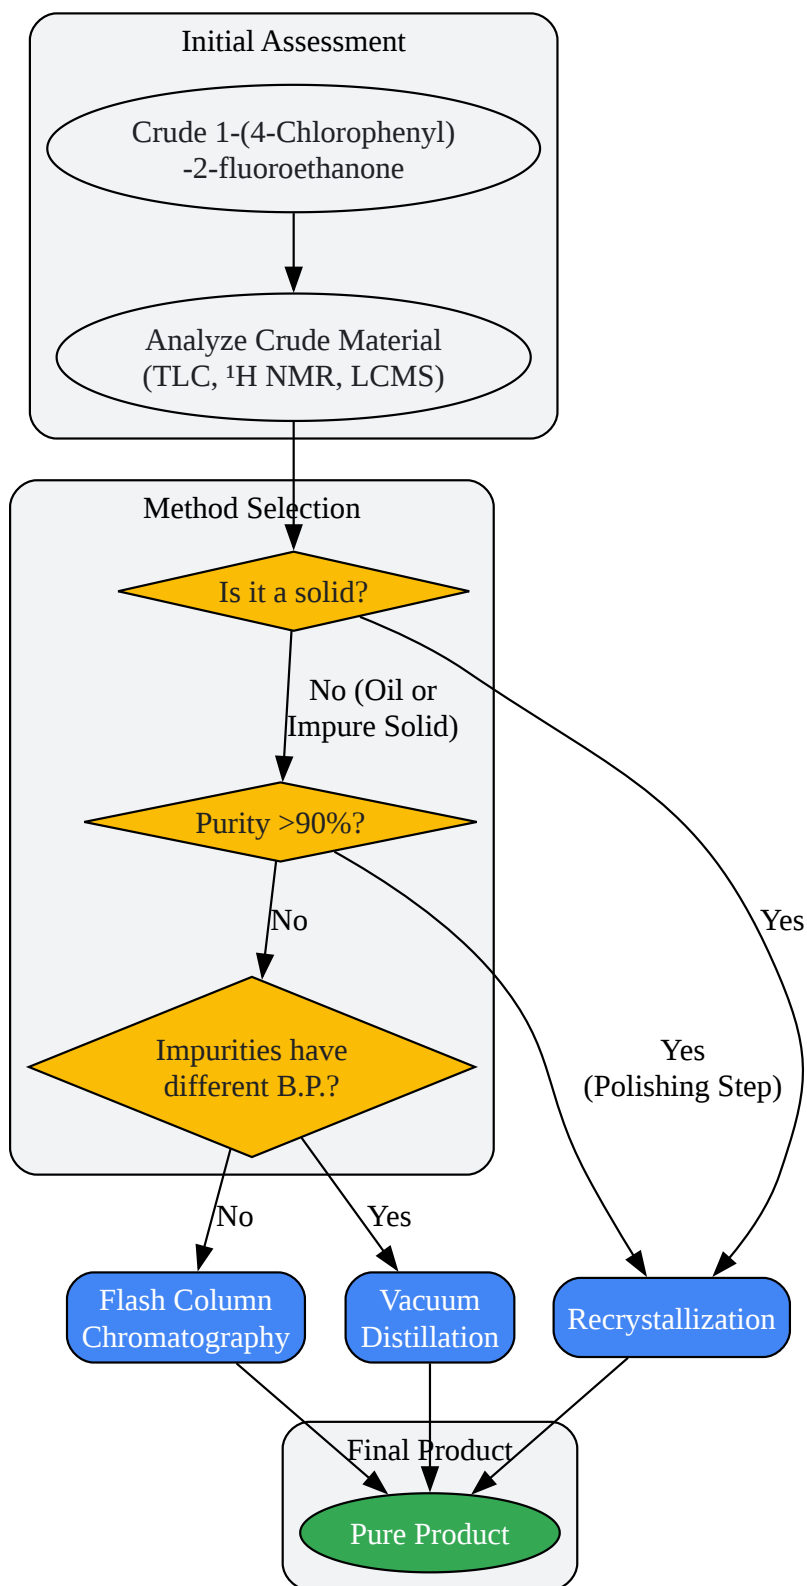 Initial Assessment
Crude 1-(4-Chlorophenyl)
-2-fluoroethanone
Analyze Crude Material
(TLC, ¹H NMR, LCMS)
Method Selection
Is it a solid?
No (Oil or
Impure Solid)
Purity >90%?
No
Yes
Impurities have
different B.P.?
Yes
(Polishing Step)
No
Yes
Flash Column
Chromatography
Vacuum
Distillation
Recrystallization
Final Product
Pure Product